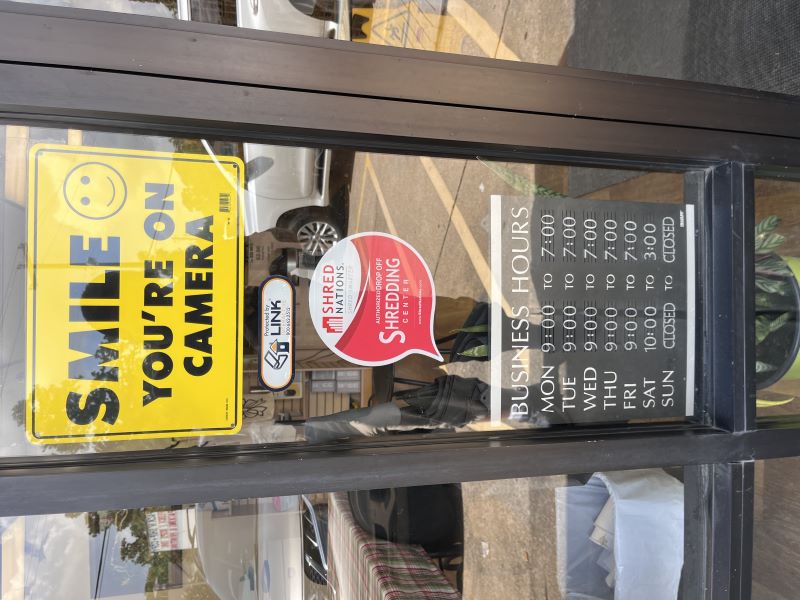 SMILE
YOU'RE ON
CAMERA
Protected by
LINK
SHRED
NATIONS
AUTHORIZED DROP OFF
SHREDDING
CENTER
BUSINESS HOURS
MON 9:00 TO 7:00
TUE 9:00 TO 7:00
WED 9:00 TO 7:00
THU 9:00 TO 7:00
FRI 9:00 TO 7:00
SAT 10:00 TO 3:00
SUN CLOSED TO CLOSED